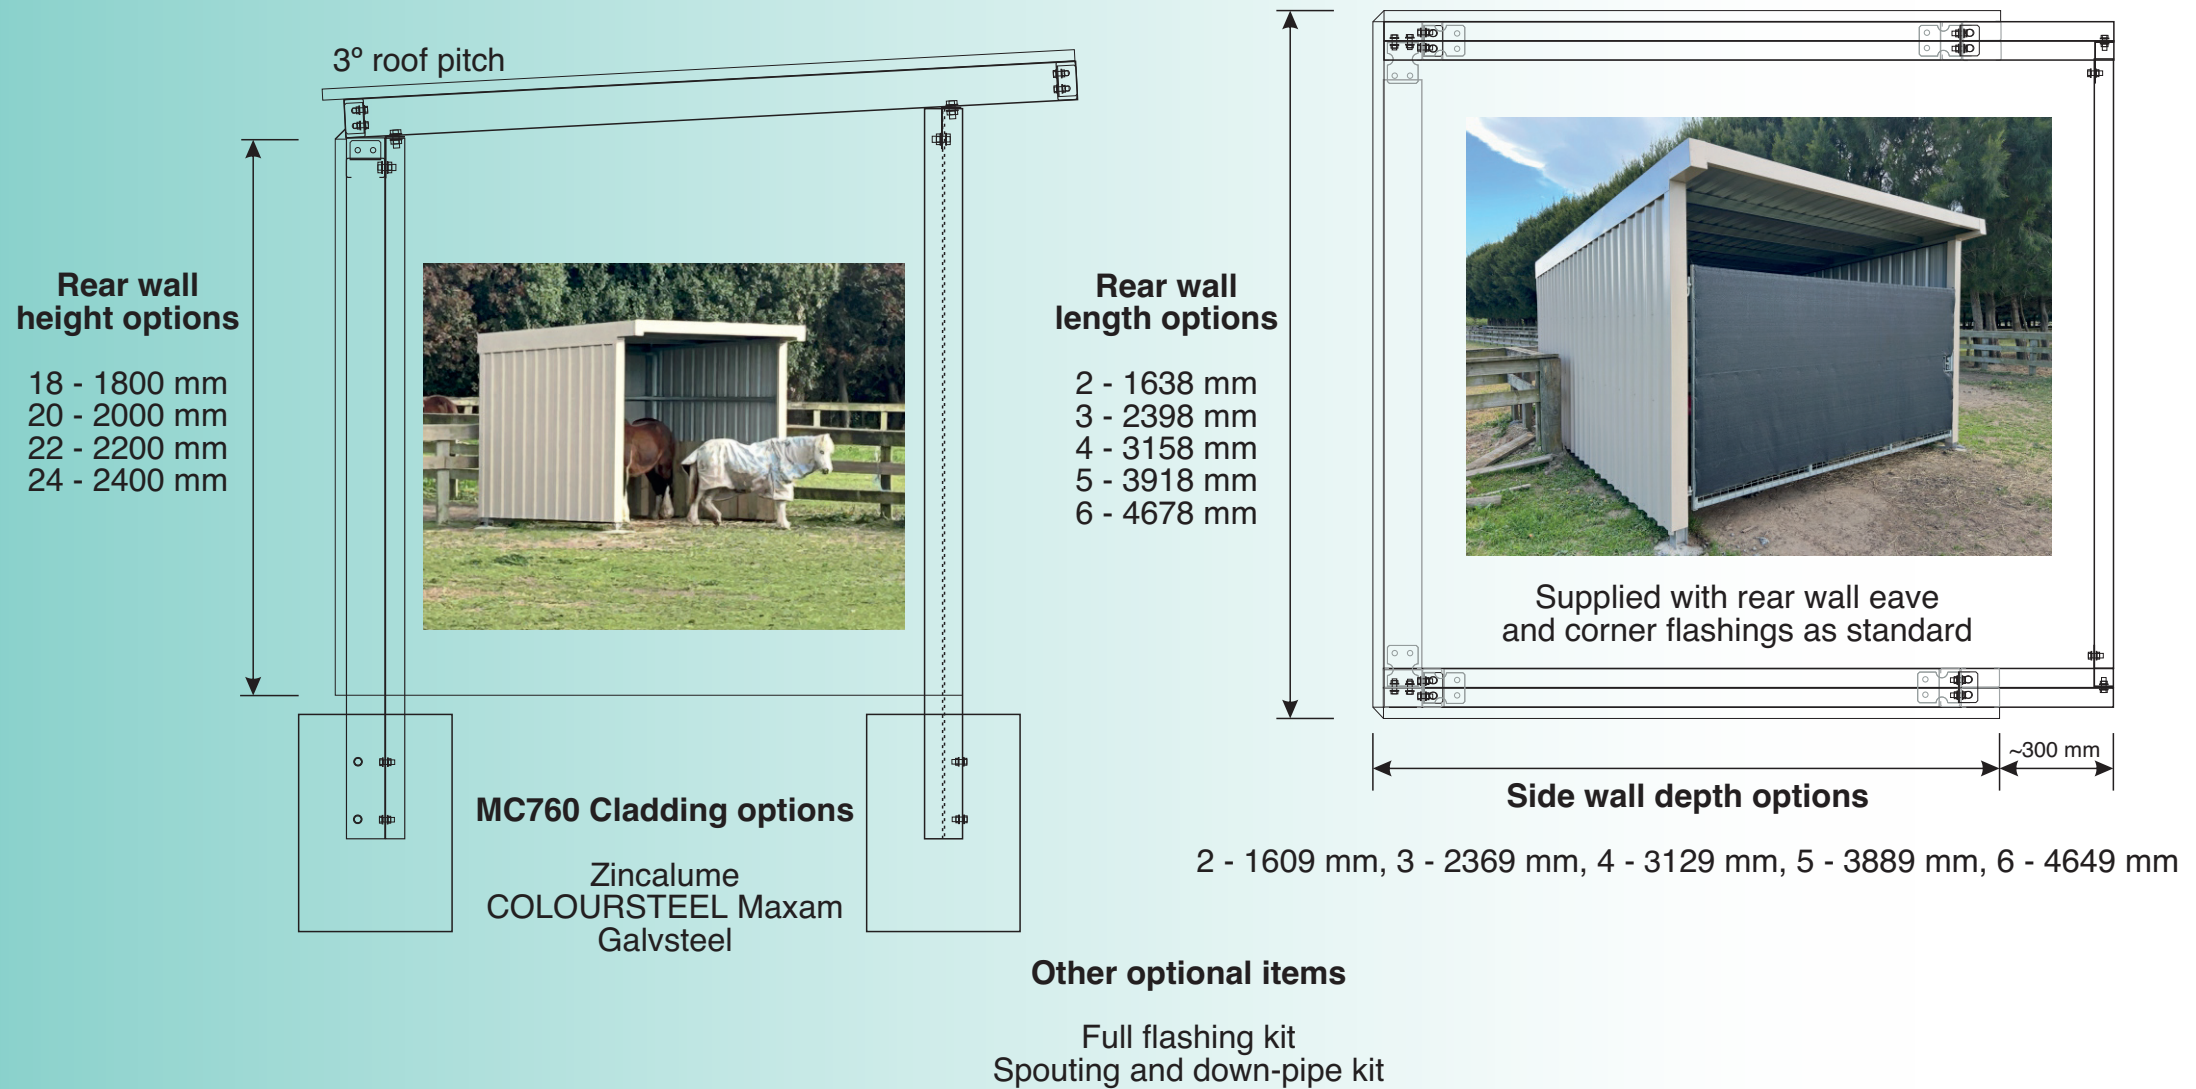 3º roof pitch
Rear wall
height options
18 - 1800 mm
20 - 2000 mm
22 - 2200 mm
24 - 2400 mm
Rear wall
length options
2 - 1638 mm
3 - 2398 mm
4 - 3158 mm
5 - 3918 mm
6 - 4678 mm
Supplied with rear wall eave
and corner flashings as standard
~300 mm
Side wall depth options
2 - 1609 mm, 3 - 2369 mm, 4 - 3129 mm, 5 - 3889 mm, 6 - 4649 mm
MC760 Cladding options
Zincalume
COLOURSTEEL Maxam
Galvsteel
Other optional items
Full flashing kit
Spouting and down-pipe kit